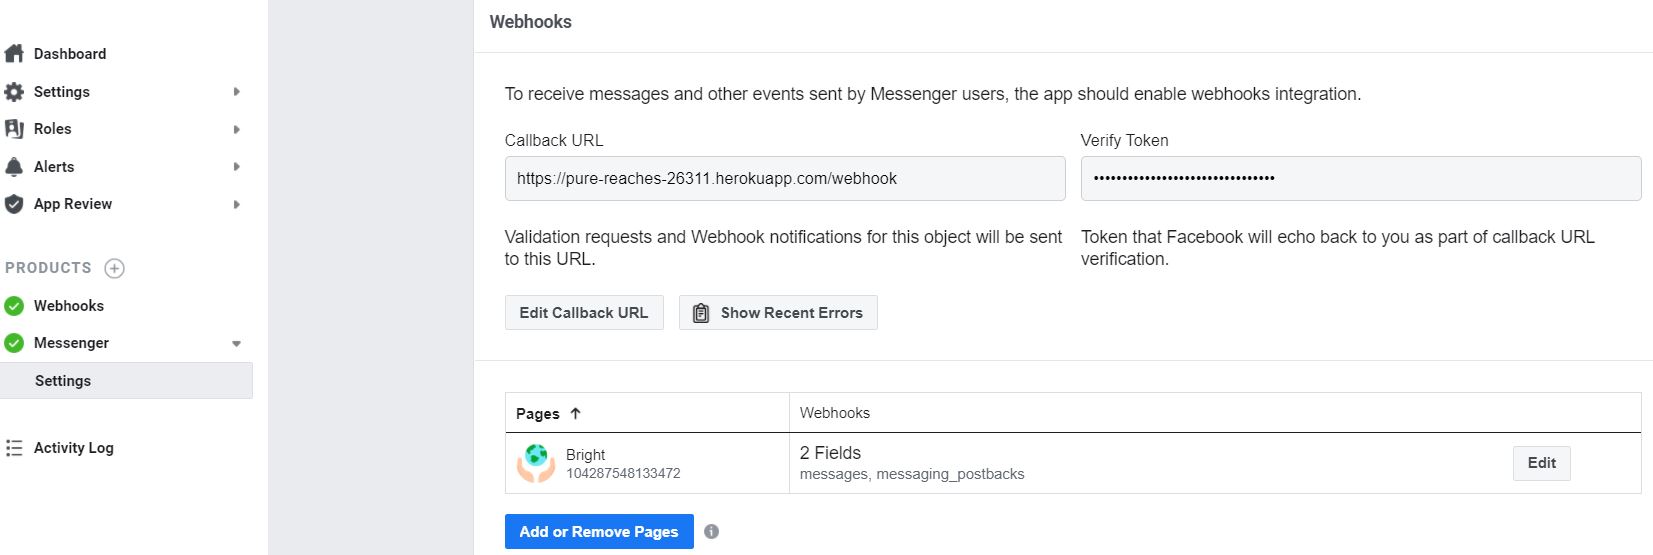 Dashboard
Settings
Roles
Alerts
App Review
PRODUCTS
Webhooks
Messenger
Settings
Activity Log
Webhooks
To receive messages and other events sent by Messenger users, the app should enable webhooks integration.
Callback URL
https://pure-reaches-26311.herokuapp.com/webhook
Validation requests and Webhook notifications for this object will be sent
to this URL.
Verify Token
••••••••••••••••••••••••••••••••
Token that Facebook will echo back to you as part of callback URL
verification.
Edit Callback URL
Show Recent Errors
Pages
Webhooks
Bright
104287548133472
2 Fields
messages, messaging_postbacks
Edit
Add or Remove Pages